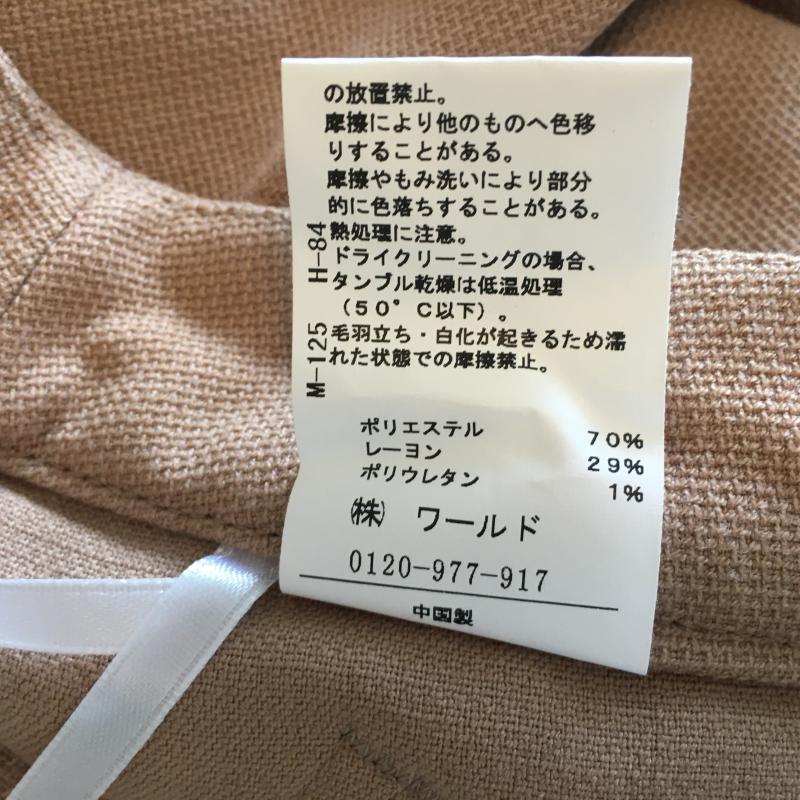 の放置禁止。
摩擦により他のものへ色移
りすることがある。
摩擦やもみ洗いにより部分
的に色落ちすることがある。
熱処理に注意。
ドライクリーニングの場合、
タンブル乾燥は低温処理
（５０°Ｃ以下）。
毛羽立ち・白化が起きるため濡
れた状態での摩擦禁止。
M-125 H-84
ポリエステル 70%
レーヨン 29%
ポリウレタン 1%
㈱ ワールド
0120-977-917
中国製